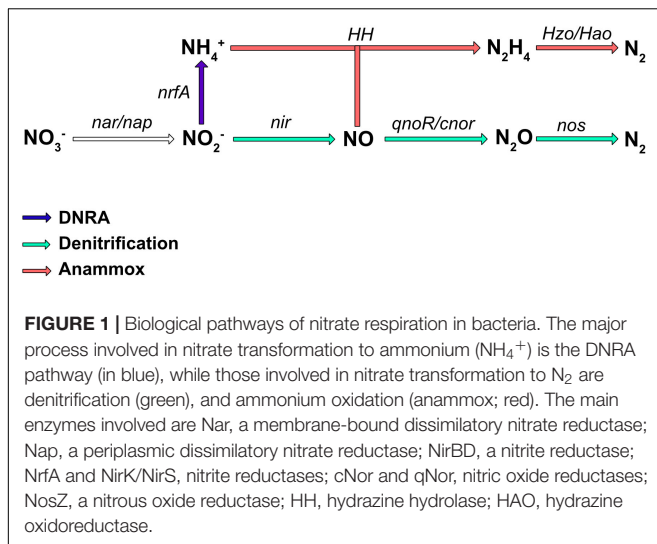 HH Hzo/Hao
NH₄⁺ N₂H₄ N₂
nrfA
nar/nap nir qnoR/cnor nos
NO₃⁻ NO₂⁻ NO N₂O N₂
DNRA
Denitrification
Anammox
FIGURE 1 | Biological pathways of nitrate respiration in bacteria. The major
process involved in nitrate transformation to ammonium (NH₄⁺) is the DNRA
pathway (in blue), while those involved in nitrate transformation to N₂ are
denitrification (green), and ammonium oxidation (anammox; red). The main
enzymes involved are Nar, a membrane-bound dissimilatory nitrate reductase;
Nap, a periplasmic dissimilatory nitrate reductase; NirBD, a nitrite reductase;
NrfA and NirK/NirS, nitrite reductases; cNor and qNor, nitric oxide reductases;
NosZ, a nitrous oxide reductase; HH, hydrazine hydrolase; HAO, hydrazine
oxidoreductase.